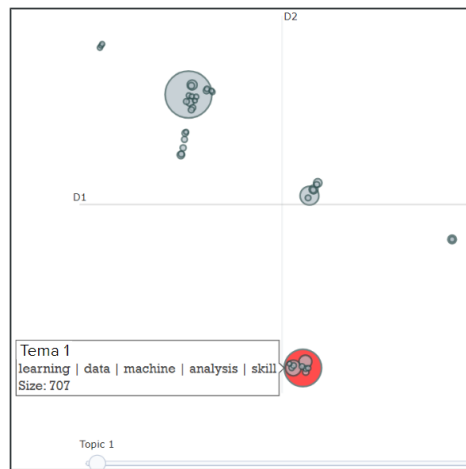 D2
D1
Tema 1
learning | data | machine | analysis | skill
Size: 707
Topic 1